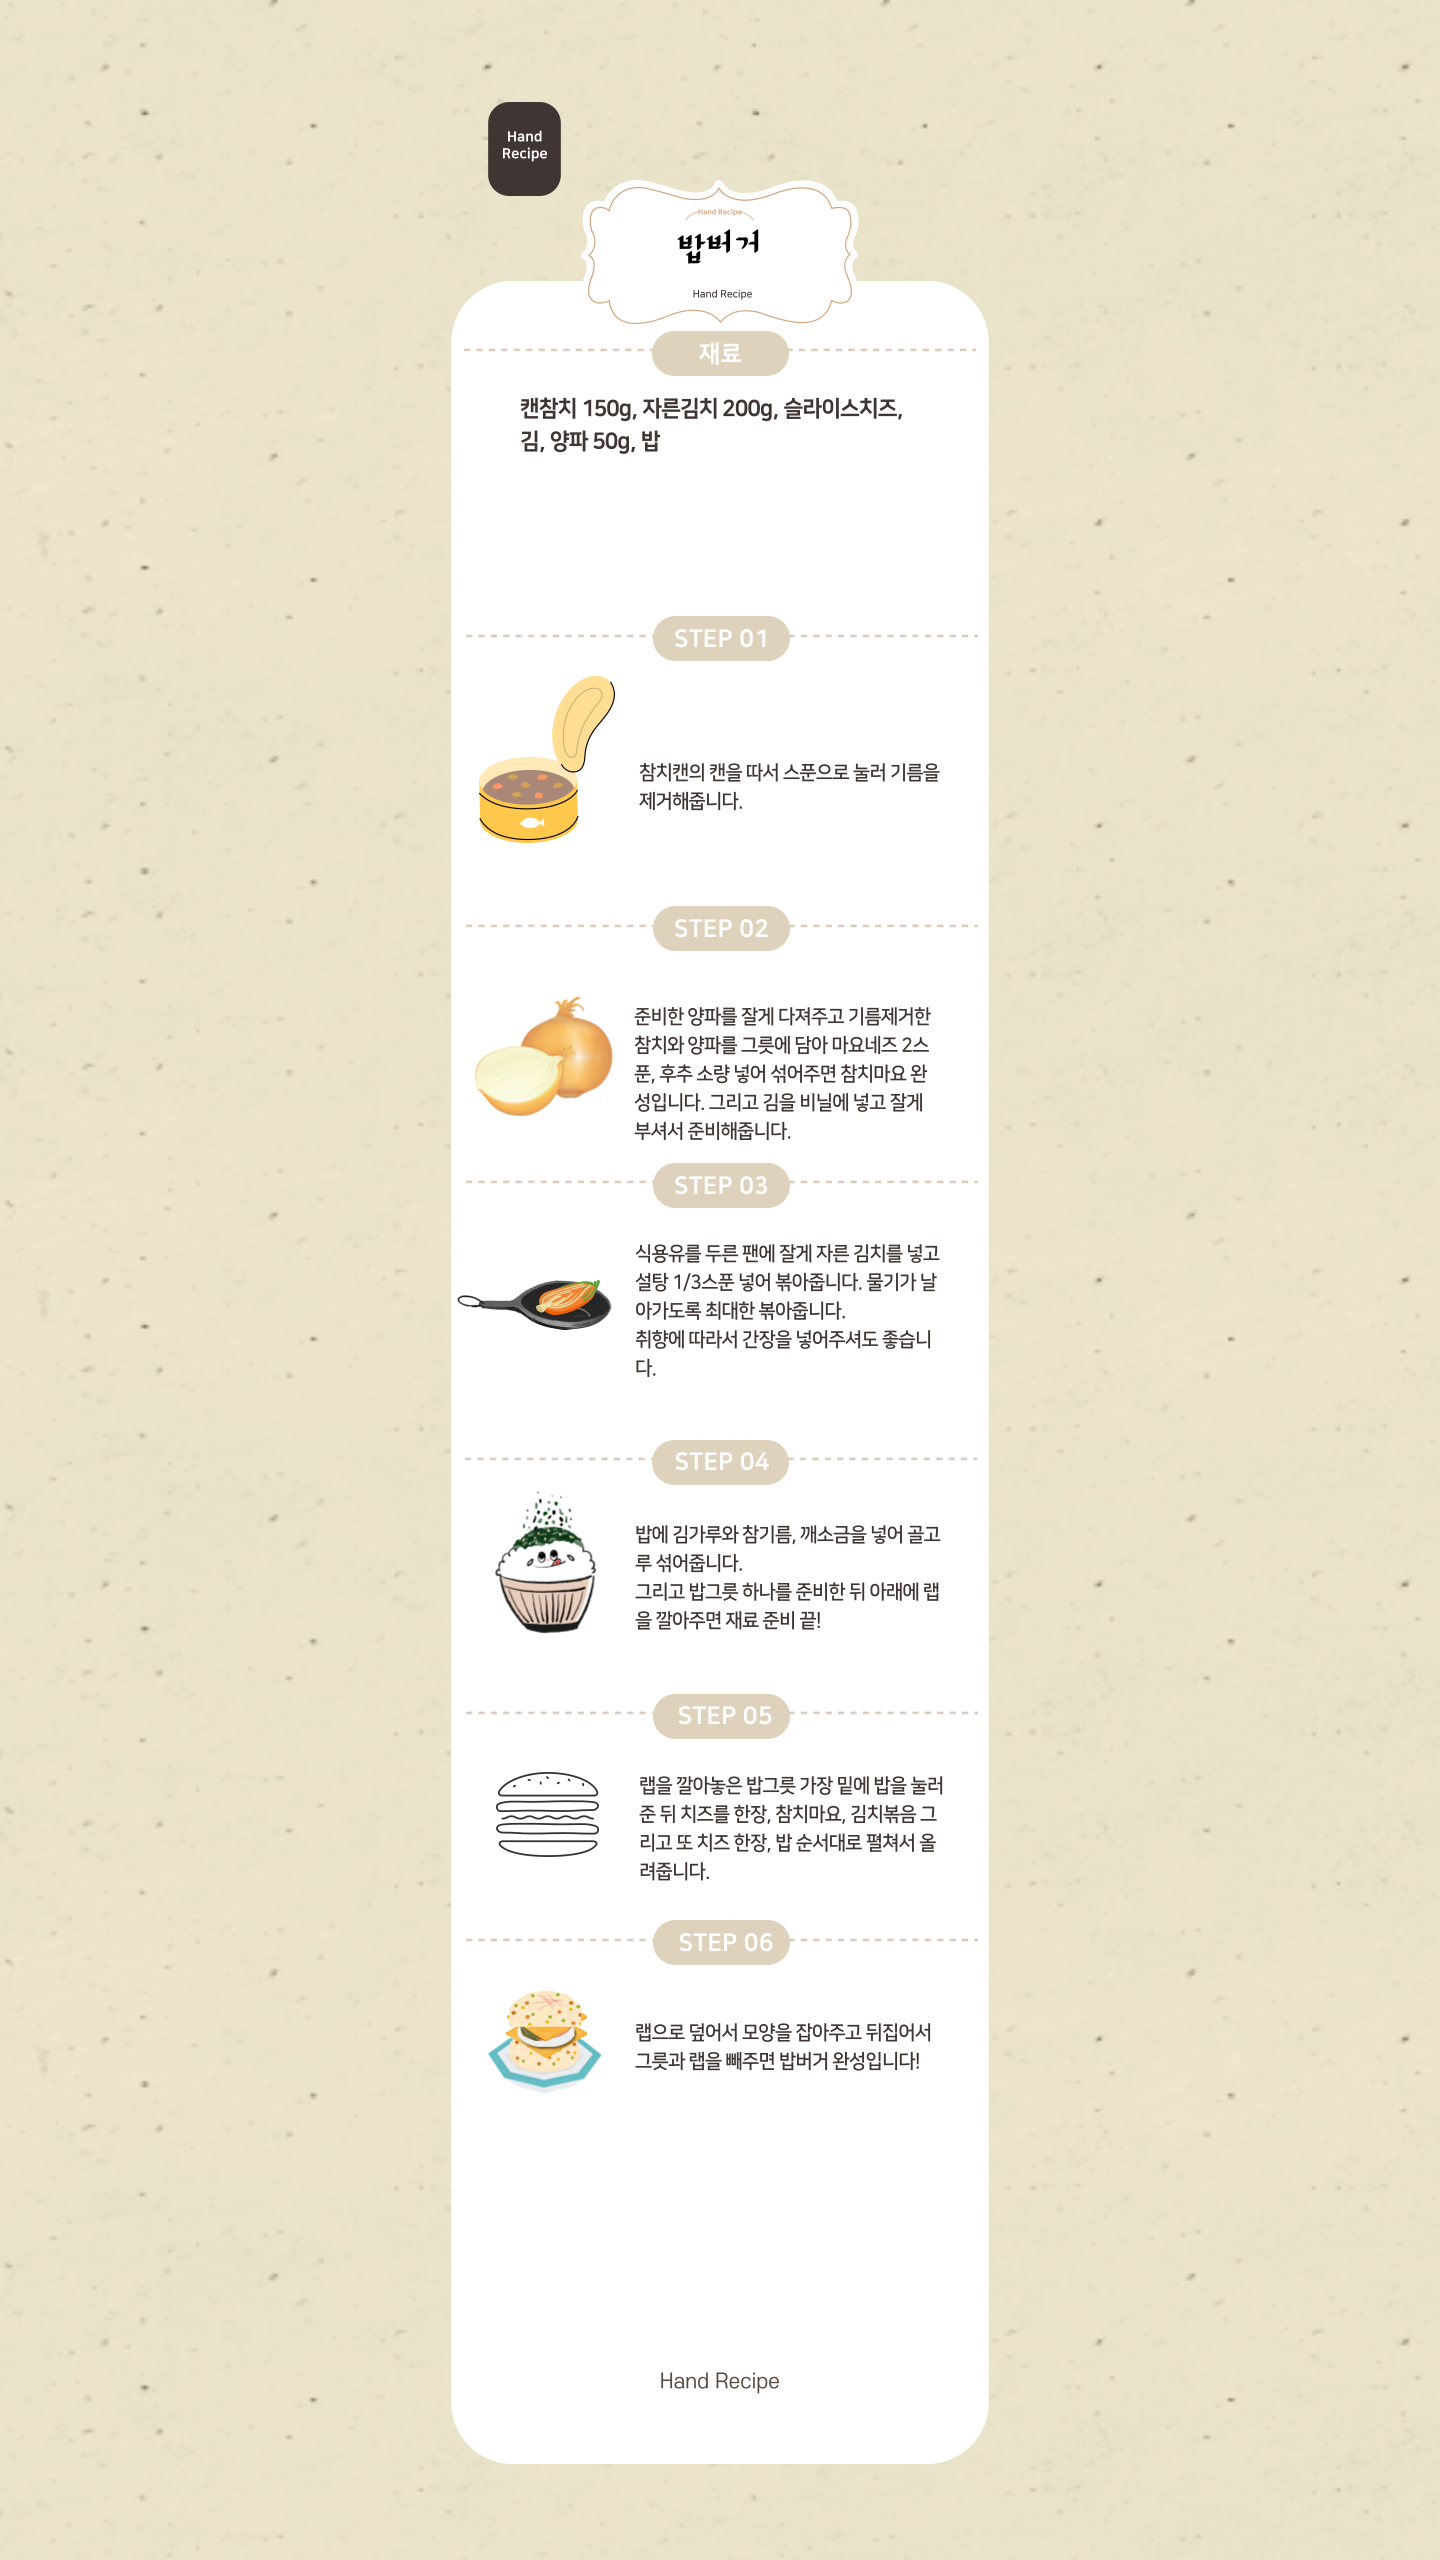 Hand
Recipe
Hand Recipe
밥버거
Hand Recipe
재료
캔참치 150g, 자른김치 200g, 슬라이스치즈,
김, 양파 50g, 밥
STEP 01
참치캔의 캔을 따서 스푼으로 눌러 기름을
제거해줍니다.
STEP 02
준비한 양파를 잘게 다져주고 기름제거한
참치와 양파를 그릇에 담아 마요네즈 2스
푼, 후추 소량 넣어 섞어주면 참치마요 완
성입니다. 그리고 김을 비닐에 넣고 잘게
부셔서 준비해줍니다.
STEP 03
식용유를 두른 팬에 잘게 자른 김치를 넣고
설탕 1/3스푼 넣어 볶아줍니다. 물기가 날
아가도록 최대한 볶아줍니다.
취향에 따라서 간장을 넣어주셔도 좋습니
다.
STEP 04
밥에 김가루와 참기름, 깨소금을 넣어 골고
루 섞어줍니다.
그리고 밥그릇 하나를 준비한 뒤 아래에 랩
을 깔아주면 재료 준비 끝!
STEP 05
랩을 깔아놓은 밥그릇 가장 밑에 밥을 눌러
준 뒤 치즈를 한장, 참치마요, 김치볶음 그
리고 또 치즈 한장, 밥 순서대로 펼쳐서 올
려줍니다.
STEP 06
랩으로 덮어서 모양을 잡아주고 뒤집어서
그릇과 랩을 빼주면 밥버거 완성입니다!
Hand Recipe